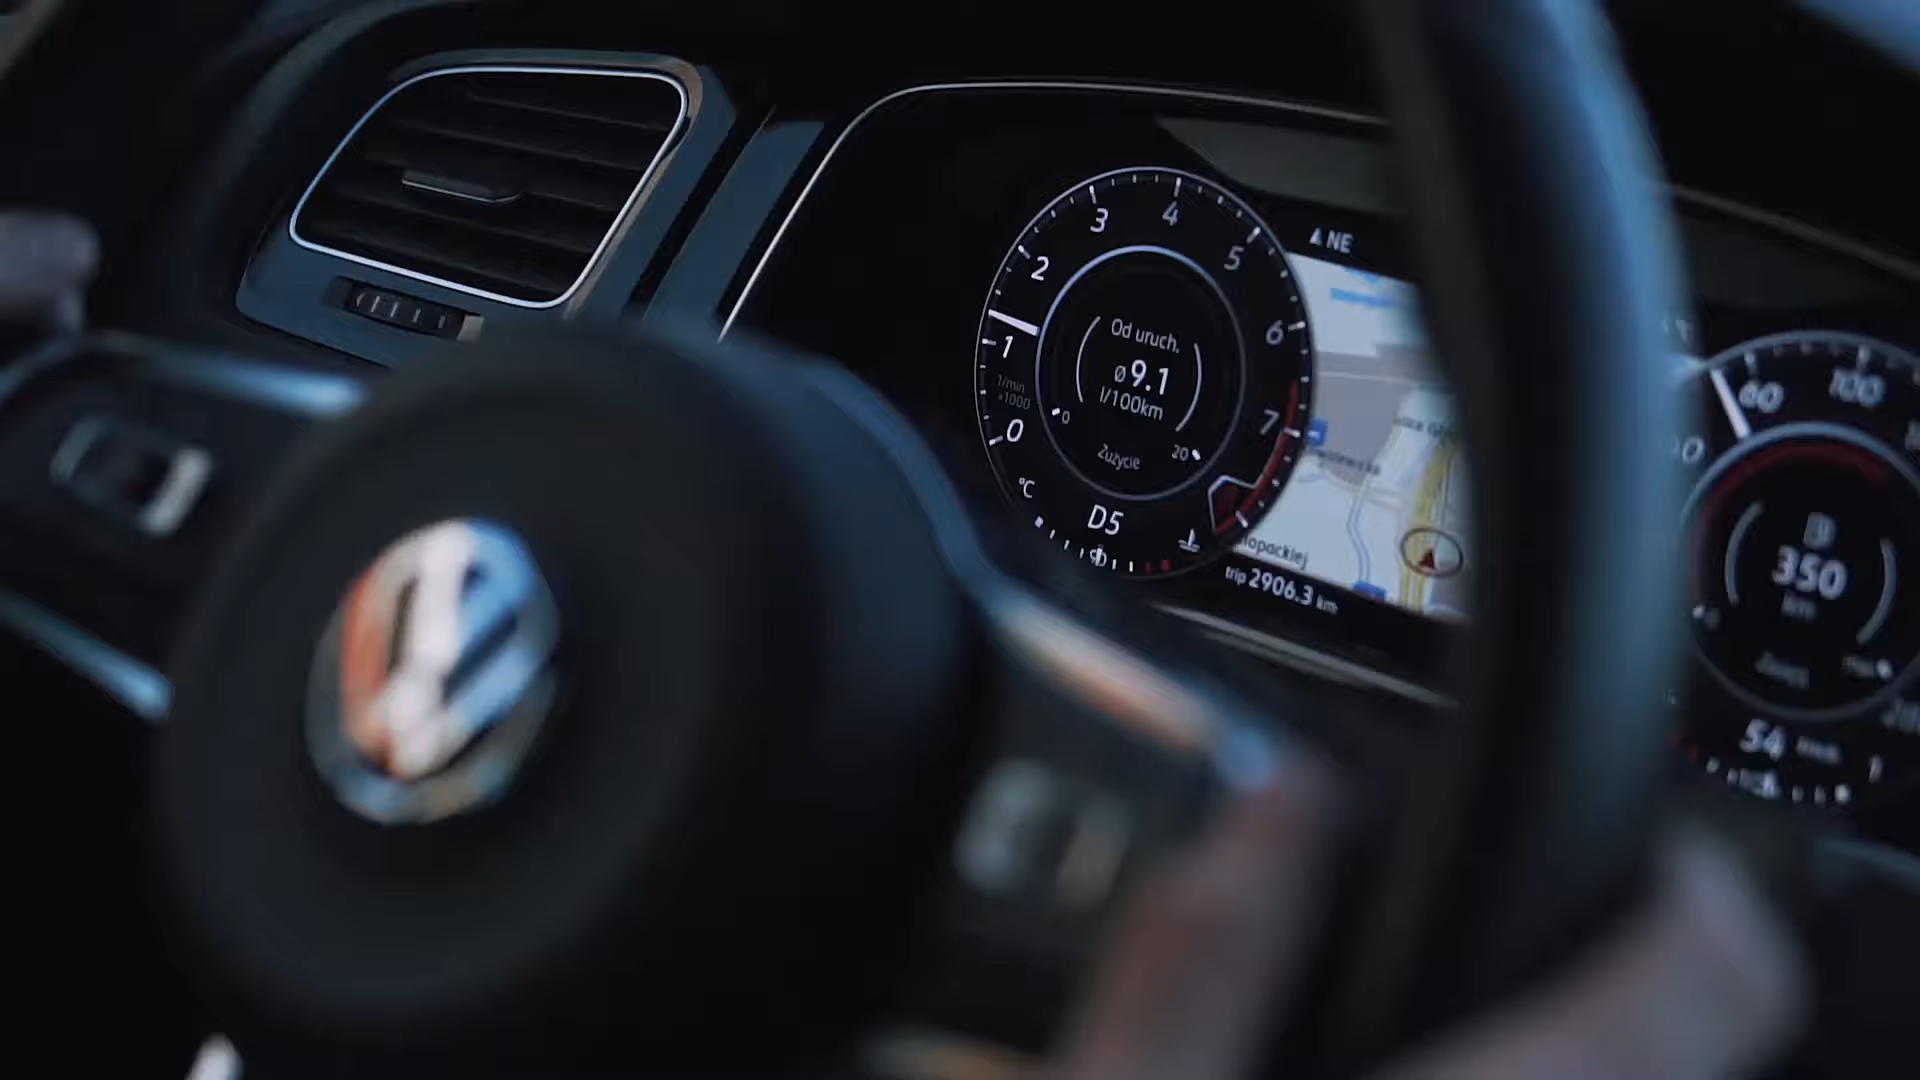 3
4
2
5
1
6
0
7
1/min
x1000
Od uruch.
ø9.1
l/100km
0
20
Zużycie
°C
D5
NE
trip 2906.3 km
60
100
350
km
54 km/h